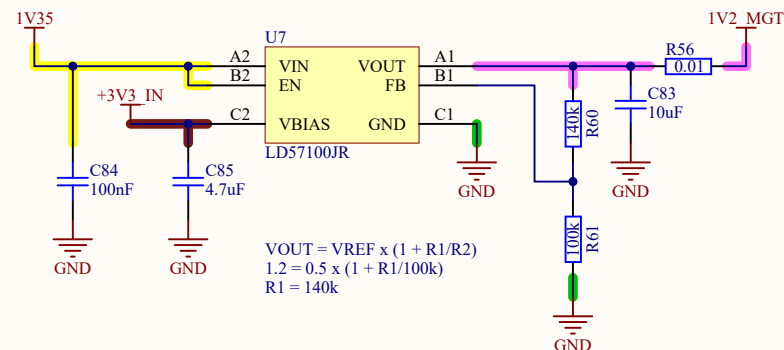 1V35
1V2_MGT
U7
A2 VIN VOUT A1
B2 EN FB B1
C2 VBIAS GND C1
LD57100JR
+3V3_IN
R56
0.01
C83
10uF
140k
R60
C84
100nF
C85
4.7uF
GND
GND
GND
GND
100k
R61
VOUT = VREF x (1 + R1/R2)
1.2 = 0.5 x (1 + R1/100k)
R1 = 140k
GND